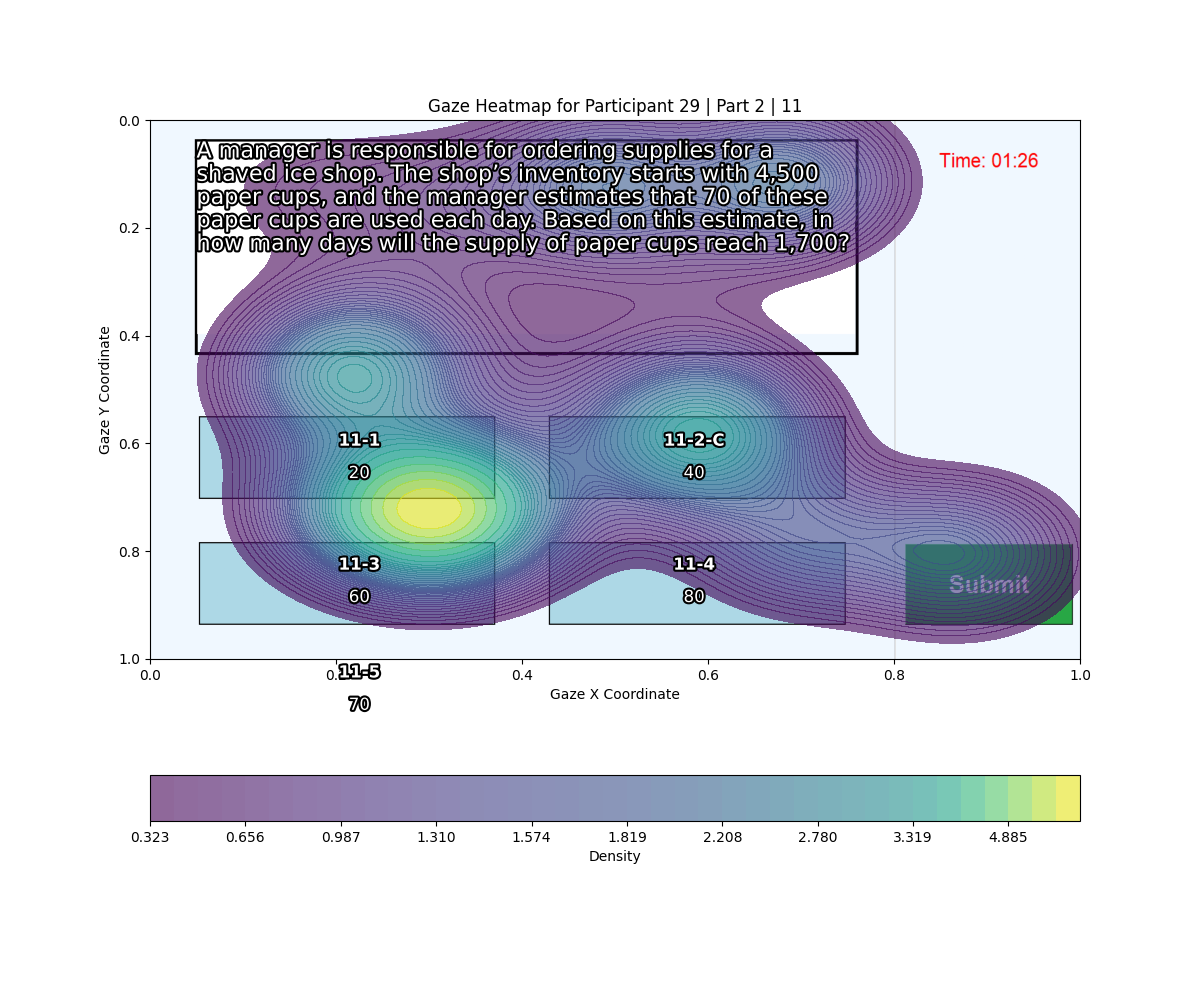 Gaze Heatmap for Participant 29 | Part 2 | 11
A manager is responsible for ordering supplies for a
shaved ice shop. The shop’s inventory starts with 4,500
paper cups, and the manager estimates that 70 of these
paper cups are used each day. Based on this estimate, in
how many days will the supply of paper cups reach 1,700?
Time: 01:26
0.0
0.2
0.4
0.6
0.8
1.0
Gaze Y Coordinate
11-1
20
11-2-C
40
11-3
60
11-4
80
Submit
11-5
70
0.0
0.4
0.6
0.8
1.0
Gaze X Coordinate
0.323
0.656
0.987
1.310
1.574
1.819
2.208
2.780
3.319
4.885
Density